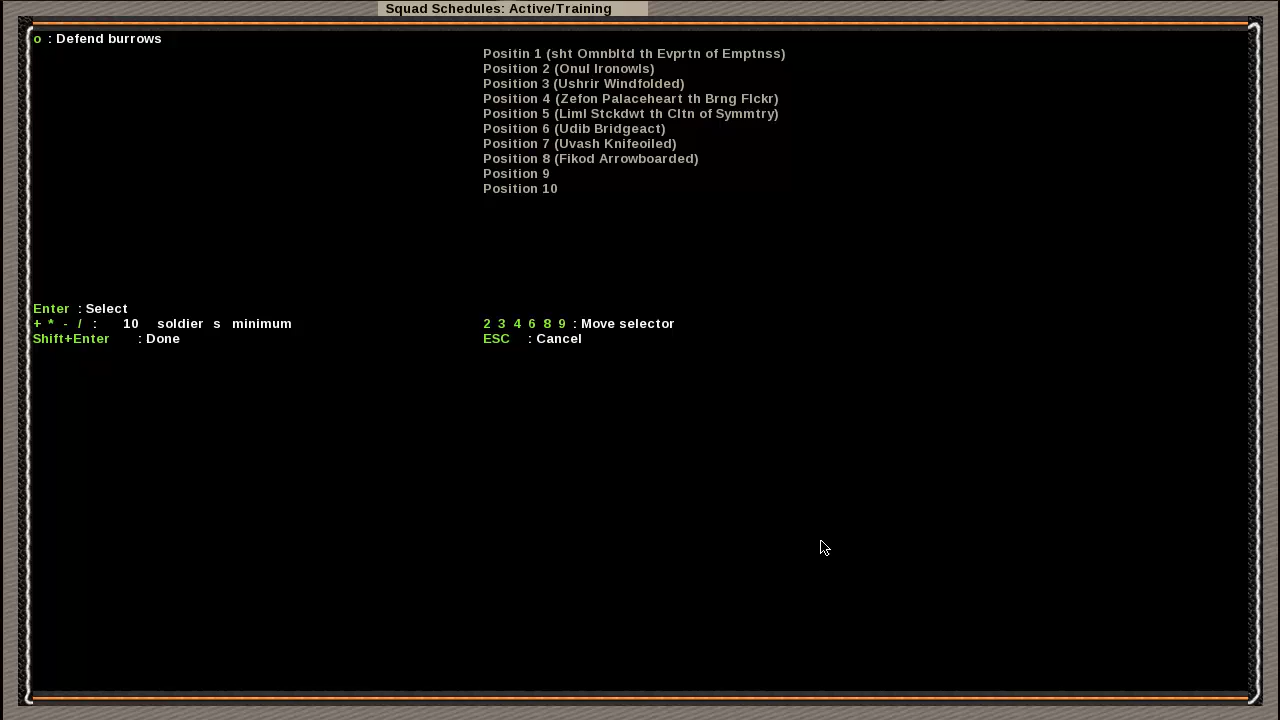 Squad Schedules: Active/Training
o : Defend burrows
Positin 1 (sht Omnbltd th Evprtn of Emptnss)
Position 2 (Onul Ironowls)
Position 3 (Ushrir Windfolded)
Position 4 (Zefon Palaceheart th Brng Flckr)
Position 5 (Liml Stckdwt th Cltn of Symmtry)
Position 6 (Udib Bridgeact)
Position 7 (Uvash Knifeoiled)
Position 8 (Fikod Arrowboarded)
Position 9
Position 10
Enter : Select
+ * - / : 10 soldier s minimum 2 3 4 6 8 9 : Move selector
Shift+Enter : Done ESC : Cancel